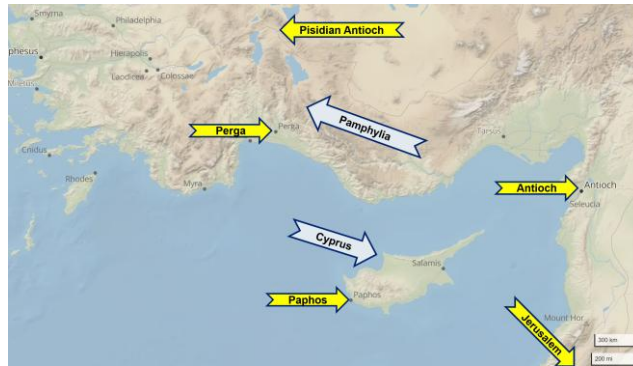 Smyrna
Philadelphia
Pisidian Antioch
phesus
Hierapolis
Laodicea
Colossae
Miletus
Pamphylia
Perga
Perga
Tarsus
Cnidus
Rhodes
Myra
Antioch
Antioch
Seleucia
Cyprus
Salamis
Paphos
Paphos
Mount Hor
Jerusalem
300 km
200 mi